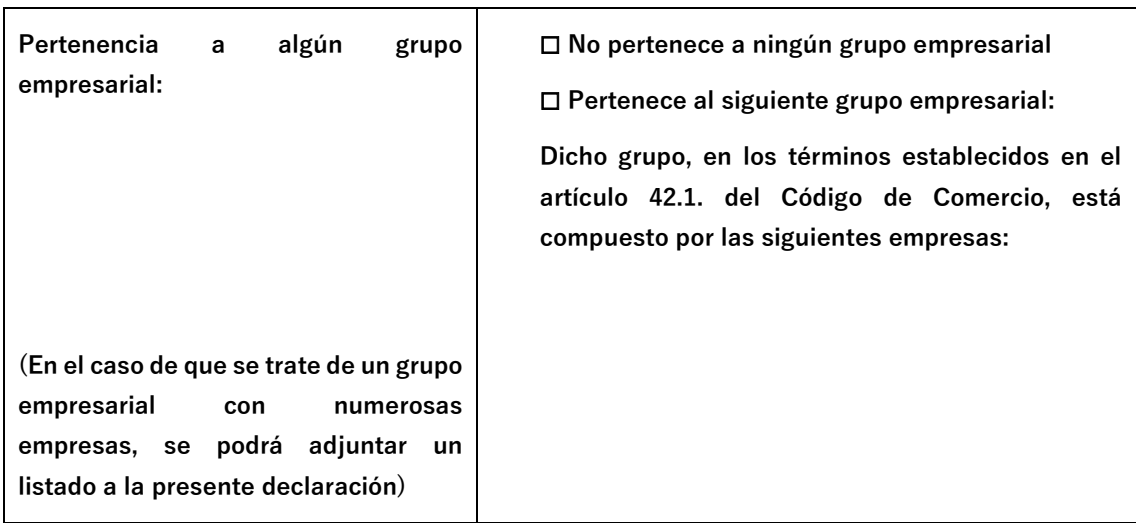 Pertenencia a algún grupo
empresarial:
(En el caso de que se trate de un grupo
empresarial con numerosas
empresas, se podrá adjuntar un
listado a la presente declaración)
☐ No pertenece a ningún grupo empresarial
☐ Pertenece al siguiente grupo empresarial:
Dicho grupo, en los términos establecidos en el
artículo 42.1. del Código de Comercio, está
compuesto por las siguientes empresas: